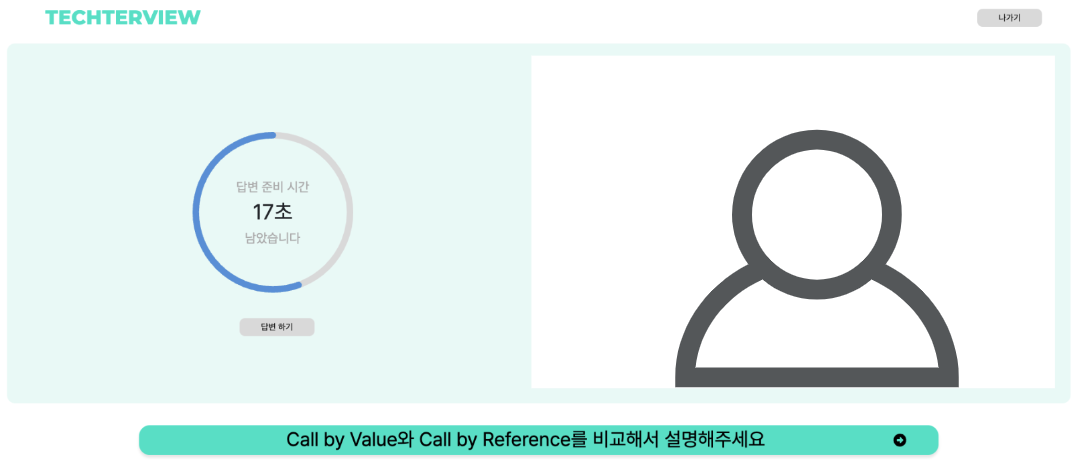 TECHTERVIEW
나가기
답변 준비 시간
17초
남았습니다
답변 하기
Call by Value와 Call by Reference를 비교해서 설명해주세요